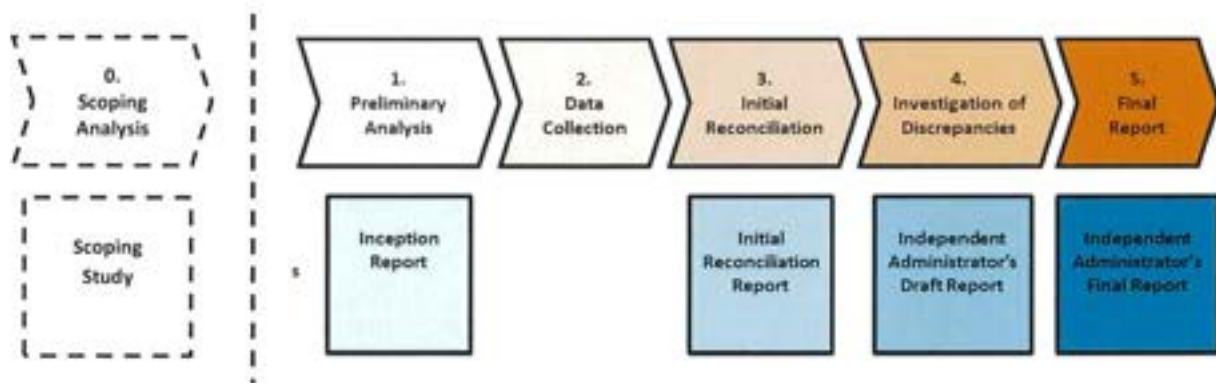 0.
Scoping
Analysis
1.
Preliminary
Analysis
2.
Data
Collection
3.
Initial
Reconciliation
4.
Investigation of
Discrepancies
5.
Final
Report
Scoping
Study
s
Inception
Report
Initial
Reconciliation
Report
Independent
Administrator's
Draft Report
Independent
Administrator's
Final Report